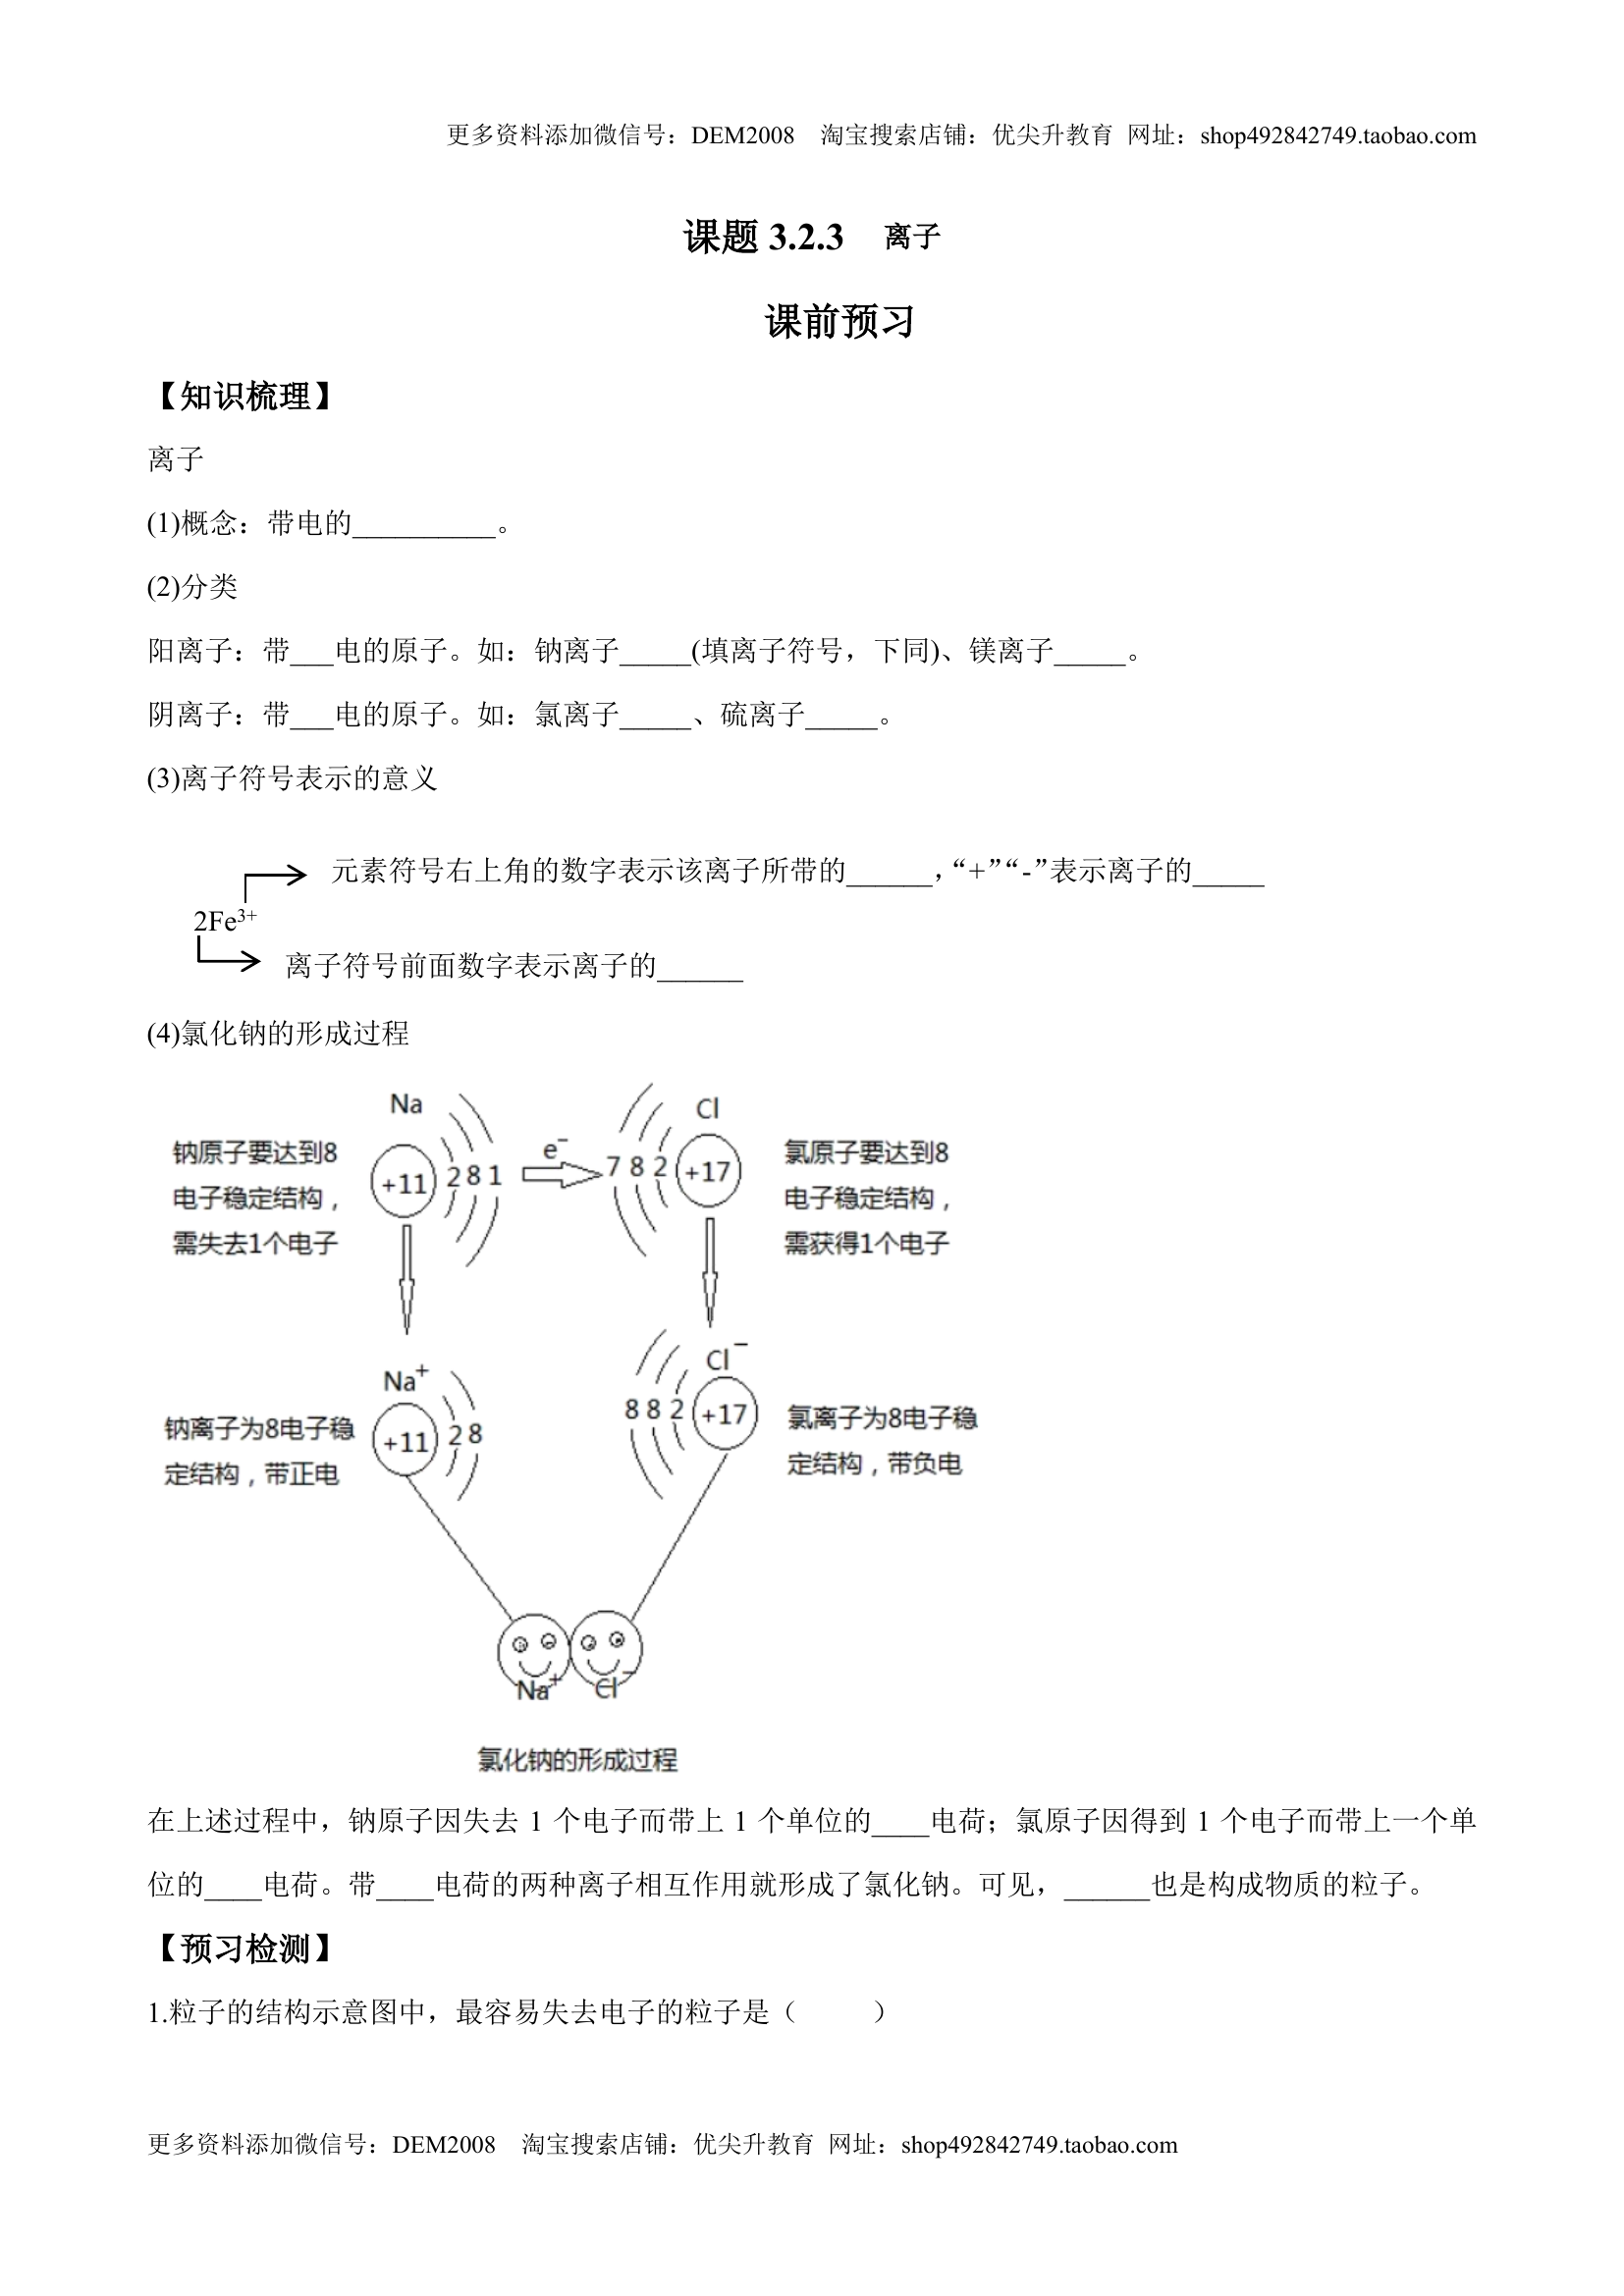 更多资料添加微信号：DEM2008 淘宝搜索店铺：优尖升教育 网址：shop492842749.taobao.com
课题 3.2.3 离子
课前预习
【知识梳理】
离子
(1)概念：带电的__________。
(2)分类
阳离子：带___电的原子。如：钠离子_____(填离子符号，下同)、镁离子_____。
阴离子：带___电的原子。如：氯离子_____、硫离子_____。
(3)离子符号表示的意义
元素符号右上角的数字表示该离子所带的______，“+”“-”表示离子的_____
2Fe³⁺
离子符号前面数字表示离子的______
(4)氯化钠的形成过程
Na
Cl
钠原子要达到8
电子稳定结构，
需失去1个电子
+11 2 8 1
e⁻
7 8 2 +17
氯原子要达到8
电子稳定结构，
需获得1个电子
Na⁺
Cl⁻
钠离子为8电子稳
定结构，带正电
+11 2 8
8 8 2 +17
氯离子为8电子稳
定结构，带负电
Na⁺ Cl⁻
氯化钠的形成过程
在上述过程中，钠原子因失去 1 个电子而带上 1 个单位的____电荷；氯原子因得到 1 个电子而带上一个单
位的____电荷。带____电荷的两种离子相互作用就形成了氯化钠。可见，______也是构成物质的粒子。
【预习检测】
1.粒子的结构示意图中，最容易失去电子的粒子是（ ）
更多资料添加微信号：DEM2008 淘宝搜索店铺：优尖升教育 网址：shop492842749.taobao.com